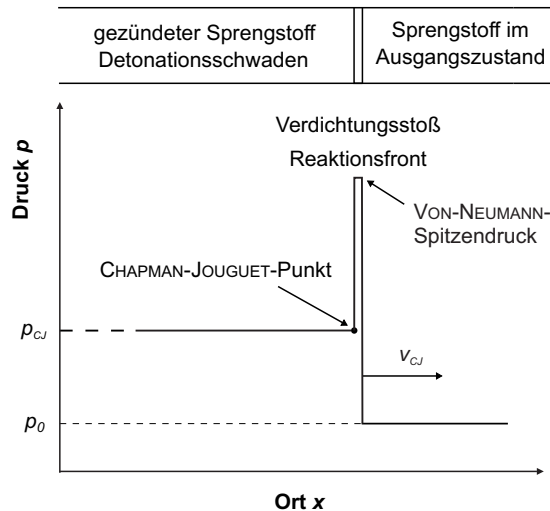 gezündeter Sprengstoff
Detonationsschwaden
Sprengstoff im
Ausgangszustand
Druck p
Verdichtungsstoß
Reaktionsfront
VON-NEUMANN-
Spitzendruck
CHAPMAN-JOUGUET-Punkt
pCJ
vCJ
p0
Ort x